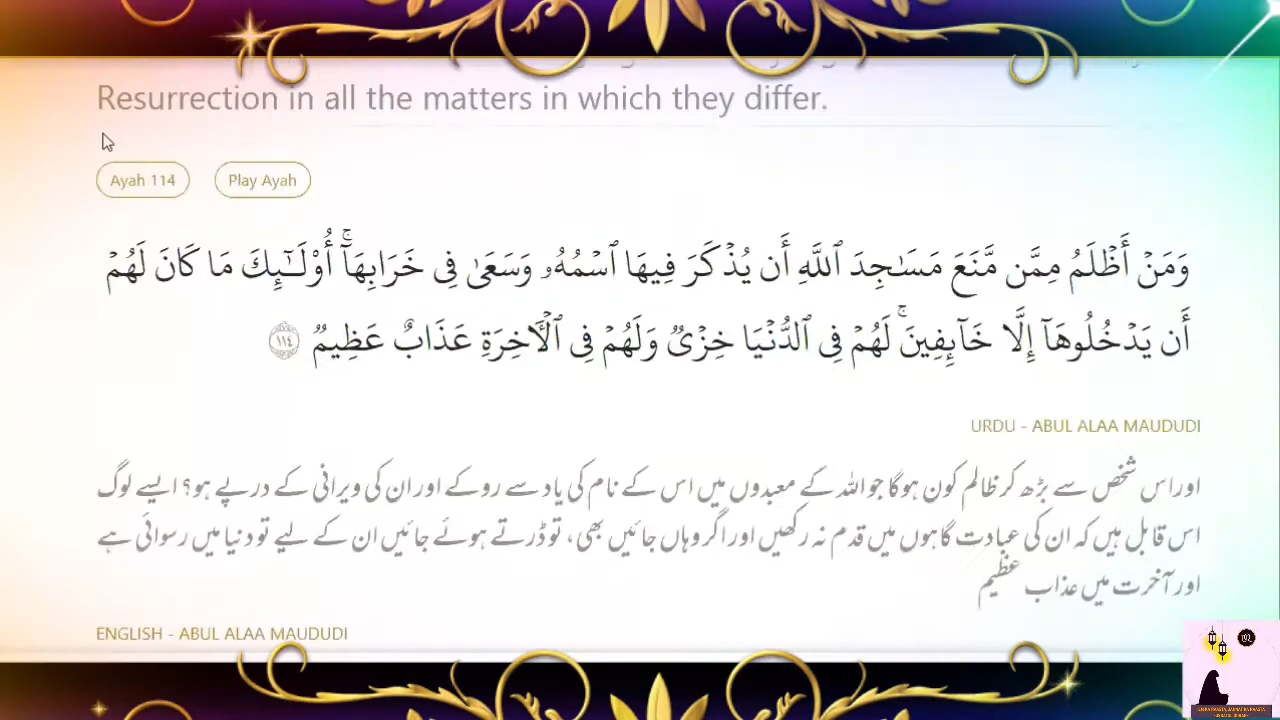 Resurrection in all the matters in which they differ.
Ayah 114 Play Ayah
وَمَنۡ أَظۡلَمُ مِمَّن مَّنَعَ مَسَـٰجِدَ ٱللَّهِ أَن يُذۡكَرَ فِيهَا ٱسۡمُهُۥ وَسَعَىٰ فِى خَرَابِهَآۚ أُوْلَـٰٓئِكَ مَا كَانَ لَهُمۡ
أَن يَدۡخُلُوهَآ إِلَّا خَآئِفِينَۚ لَهُمۡ فِى ٱلدُّنۡيَا خِزۡىٌ وَلَهُمۡ فِى ٱلۡأَخِرَةِ عَذَابٌ عَظِيمٌ ١١٤
URDU - ABUL ALAA MAUDUDI
اور اس شخص سے بڑھ کر ظالم کون ہوگا جو اللہ کے معبدوں میں اس کے نام کی یاد سے روکے اور ان کی ویرانی کے درپے ہو؟ ایسے لوگ
اس قابل ہیں کہ ان کی عبادت گاہوں میں قدم نہ رکھیں اور اگر وہاں جائیں بھی، تو ڈرتے ہوئے جائیں ان کے لیے تو دنیا میں رسوائی ہے
اور آخرت میں عذاب عظیم
ENGLISH - ABUL ALAA MAUDUDI